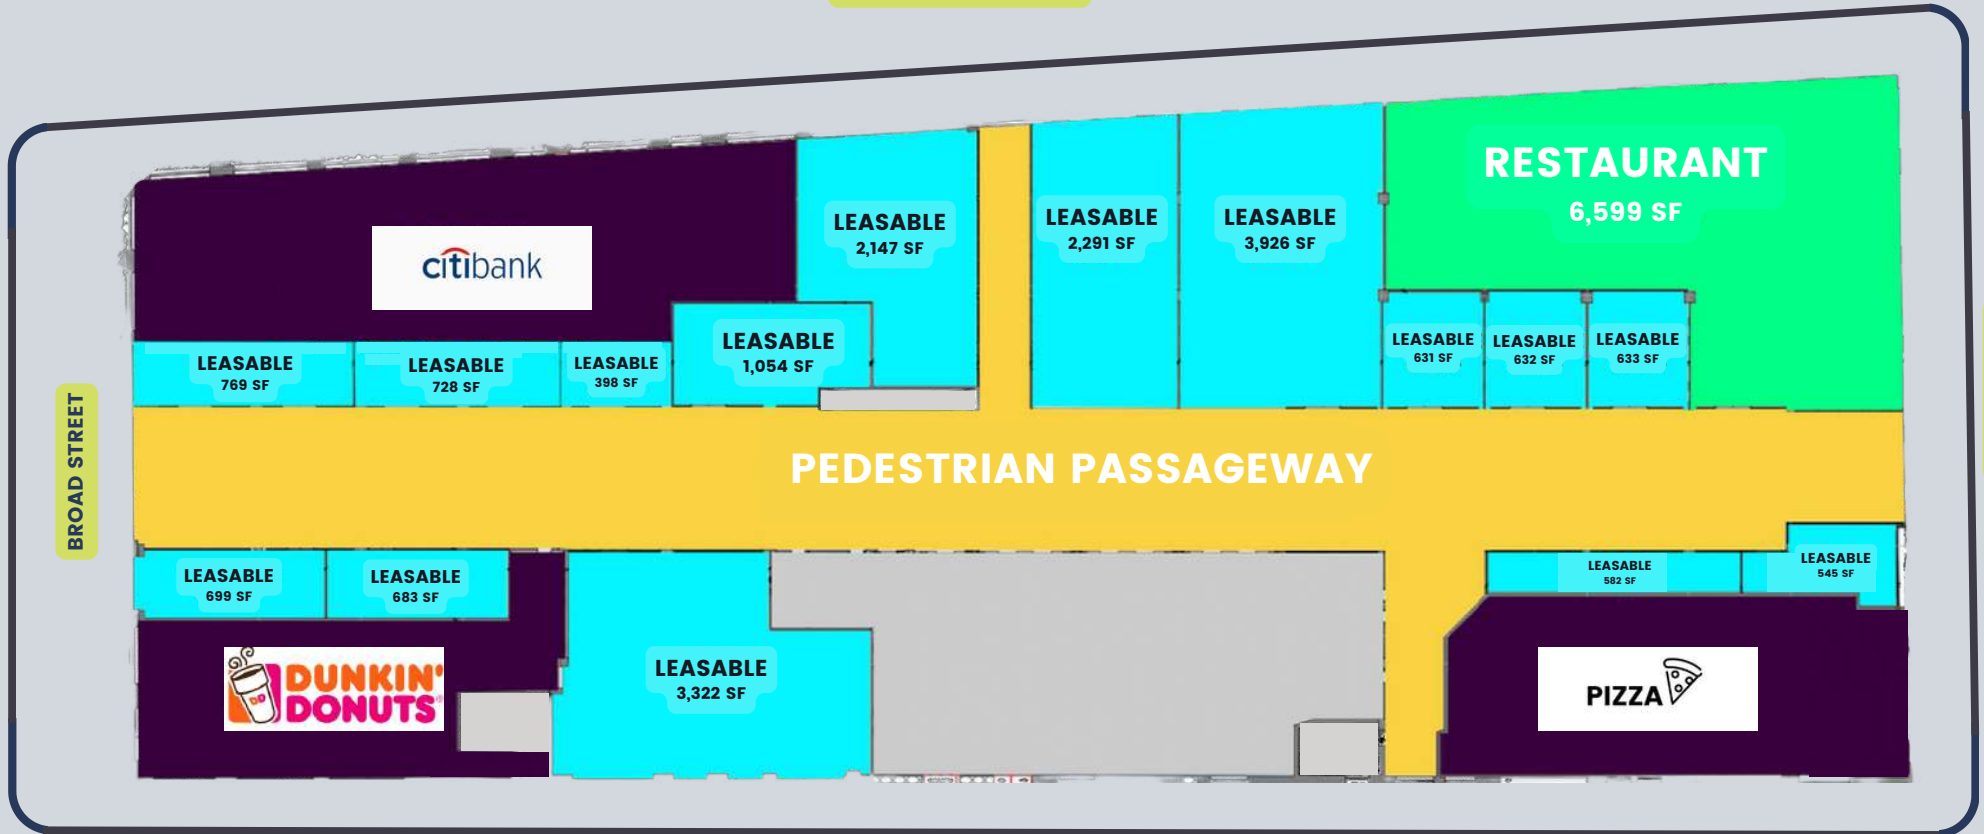 RESTAURANT
6,599 SF
LEASABLE
2,147 SF
LEASABLE
2,291 SF
LEASABLE
3,926 SF
citibank
LEASABLE
1,054 SF
LEASABLE
631 SF
LEASABLE
632 SF
LEASABLE
633 SF
LEASABLE
769 SF
LEASABLE
728 SF
LEASABLE
398 SF
BROAD STREET
PEDESTRIAN PASSAGEWAY
LEASABLE
699 SF
LEASABLE
683 SF
LEASABLE
582 SF
LEASABLE
545 SF
DUNKIN'
DONUTS
LEASABLE
3,322 SF
PIZZA